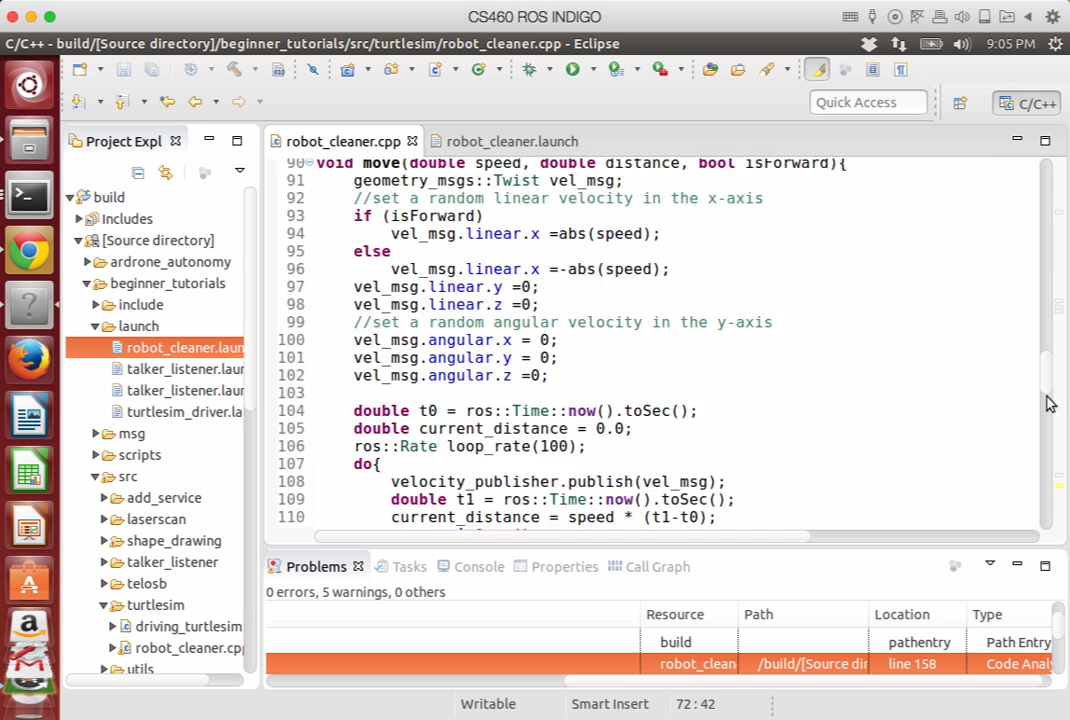 CS460 ROS INDIGO
C/C++ - build/[Source directory]/beginner_tutorials/src/turtlesim/robot_cleaner.cpp - Eclipse
9:05 PM
Quick Access
C/C++
Project Expl
robot_cleaner.cpp
robot_cleaner.launch
build
Includes
[Source directory]
ardrone_autonomy
beginner_tutorials
include
launch
robot_cleaner.laun
talker_listener.laun
talker_listener.laun
turtlesim_driver.la
msg
scripts
src
add_service
laserscan
shape_drawing
talker_listener
telosb
turtlesim
driving_turtlesim
robot_cleaner.cpp
utils
90 void move(double speed, double distance, bool isForward){
91 geometry_msgs::Twist vel_msg;
92 //set a random linear velocity in the x-axis
93 if (isForward)
94 vel_msg.linear.x =abs(speed);
95 else
96 vel_msg.linear.x =-abs(speed);
97 vel_msg.linear.y =0;
98 vel_msg.linear.z =0;
99 //set a random angular velocity in the y-axis
100 vel_msg.angular.x = 0;
101 vel_msg.angular.y = 0;
102 vel_msg.angular.z =0;
103
104 double t0 = ros::Time::now().toSec();
105 double current_distance = 0.0;
106 ros::Rate loop_rate(100);
107 do{
108 velocity_publisher.publish(vel_msg);
109 double t1 = ros::Time::now().toSec();
110 current_distance = speed * (t1-t0);
Problems Tasks Console Properties Call Graph
0 errors, 5 warnings, 0 others
Resource Path Location Type
build pathentry Path Entry
robot_clean /build/[Source dir line 158 Code Analy
Writable Smart Insert 72 : 42